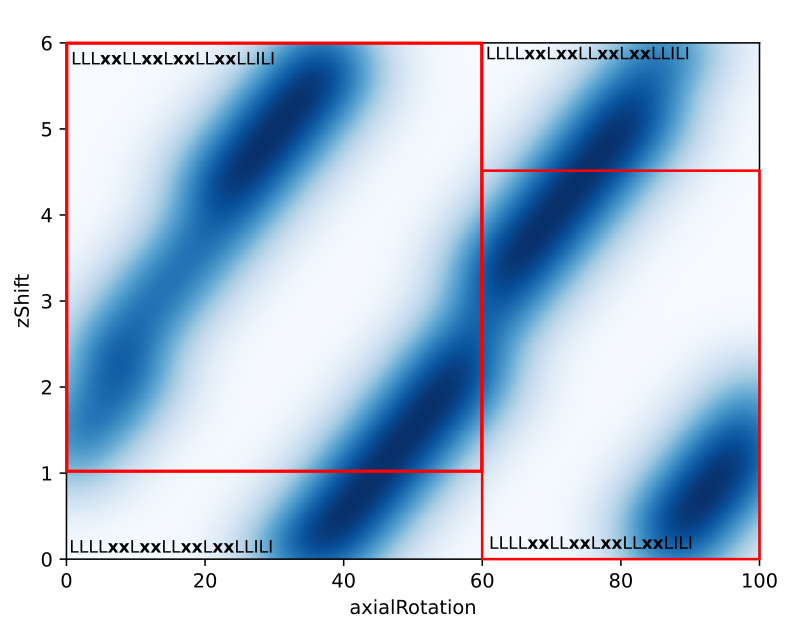 LLLxxLLxxLxxLLxxLLILI
LLLLxxLxxLLxxLxxLLILI
6
5
4
3
2
1
0
zShift
LLLLxxLxxLLxxLxxLLILI
LLLLxxLLxxLxxLLxxLILI
0 20 40 60 80 100
axialRotation